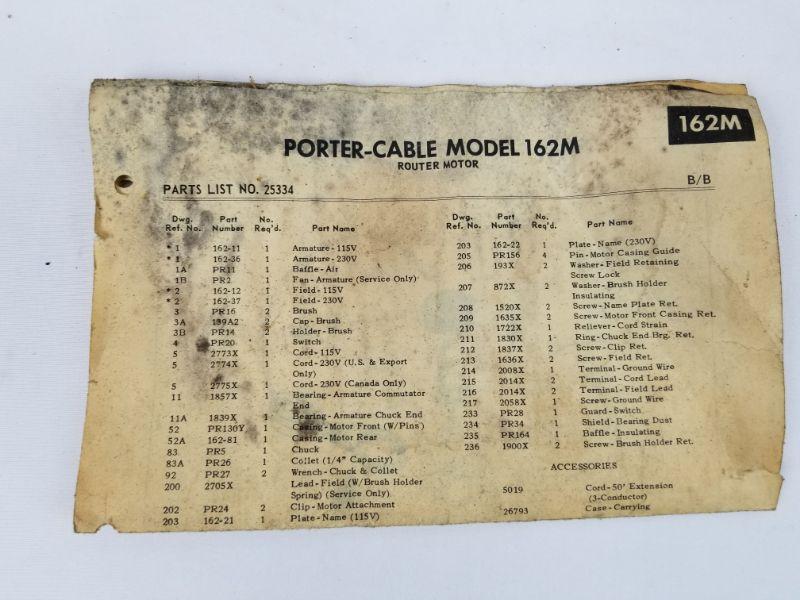 162M
PORTER-CABLE MODEL 162M
ROUTER MOTOR
PARTS LIST NO. 25334 B/B
Dwg. Ref. No. Part Number No. Req'd. Part Name
* 1 162-11 1 Armature - 115V
* 1 162-36 1 Armature - 230V
1A PR11 1 Baffle - Air
1B PR2 1 Fan - Armature (Service Only)
* 2 162-12 1 Field - 115V
* 2 162-37 1 Field - 230V
3 PR16 2 Brush
3A 139A2 2 Cap - Brush
3B PR14 2 Holder - Brush
4 PR20 1 Switch
5 2773X 1 Cord - 115V
5 2774X 1 Cord - 230V (U.S. & Export
Only)
5 2775X 1 Cord - 230V (Canada Only)
11 1857X 1 Bearing - Armature Commutator
End
11A 1839X 1 Bearing - Armature Chuck End
52 PR130Y 1 Casing - Motor Front (W/Pins)
52A 162-81 1 Casing - Motor Rear
83 PR5 1 Chuck
83A PR26 1 Collet (1/4" Capacity)
92 PR27 2 Wrench - Chuck & Collet
200 2705X Lead - Field (W/Brush Holder
Spring) (Service Only)
202 PR24 2 Clip - Motor Attachment
203 162-21 1 Plate - Name (115V)
Dwg. Ref. No. Part Number No. Req'd. Part Name
203 162-22 1 Plate - Name (230V)
205 PR156 4 Pin - Motor Casing Guide
206 193X 2 Washer - Field Retaining
Screw Lock
207 872X 2 Washer - Brush Holder
Insulating
208 1520X 2 Screw - Name Plate Ret.
209 1635X 2 Screw - Motor Front Casing Ret.
210 1722X 1 Reliever - Cord Strain
211 1830X 1 Ring - Chuck End Brg. Ret.
212 1837X 2 Screw - Clip Ret.
213 1636X 2 Screw - Field Ret.
214 2008X 1 Terminal - Ground Wire
215 2014X 2 Terminal - Cord Lead
216 2014X 2 Terminal - Field Lead
217 2058X 1 Screw - Ground Wire
233 PR28 1 Guard - Switch
234 PR34 1 Shield - Bearing Dust
235 PR164 1 Baffle - Insulating
236 1900X 2 Screw - Brush Holder Ret.
ACCESSORIES
5019 Cord - 50' Extension
(3-Conductor)
26793 Case - Carrying